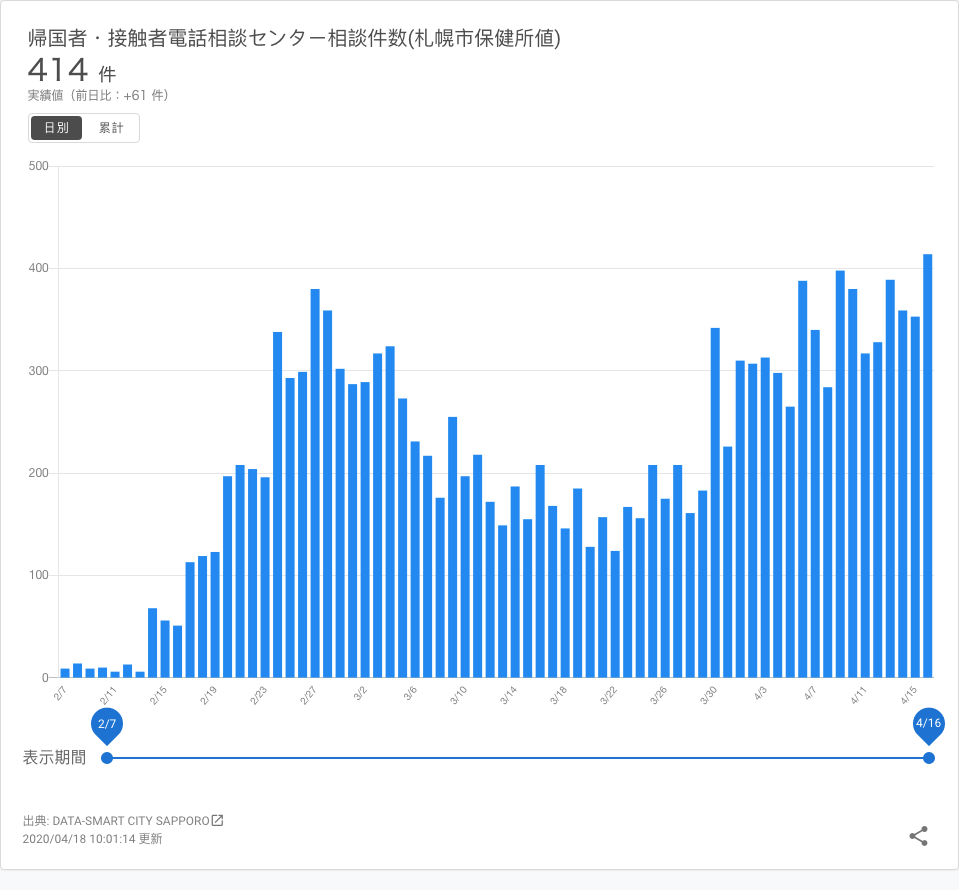 帰国者・接触者電話相談センター相談件数(札幌市保健所値)
414 件
実績値（前日比：+61 件）
日別 累計
500
400
300
200
100
0
2/7 2/11 2/15 2/19 2/23 2/27 3/2 3/6 3/10 3/14 3/18 3/22 3/26 3/30 4/3 4/7 4/11 4/15
2/7 4/16
表示期間
出典: DATA-SMART CITY SAPPORO
2020/04/18 10:01:14 更新